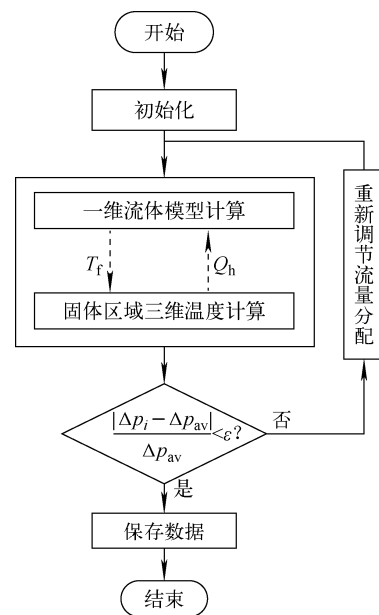 开始
初始化
一维流体模型计算
T_f
Q_h
固体区域三维温度计算
重新调节流量分配
|Δp_i − Δp_av|
Δp_av
<ε?
否
是
保存数据
结束